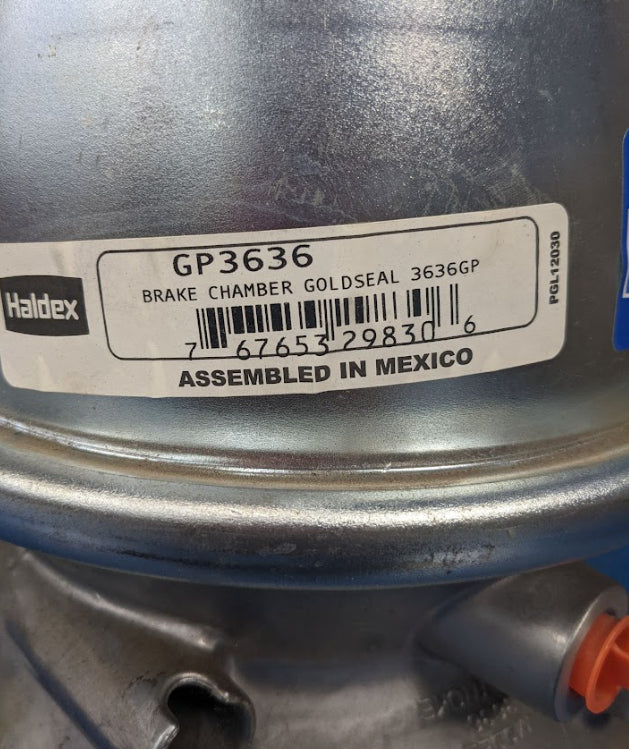 GP3636
BRAKE CHAMBER GOLDSEAL 3636GP
Haldex
PGL12030
7 67653 29830 6
ASSEMBLED IN MEXICO